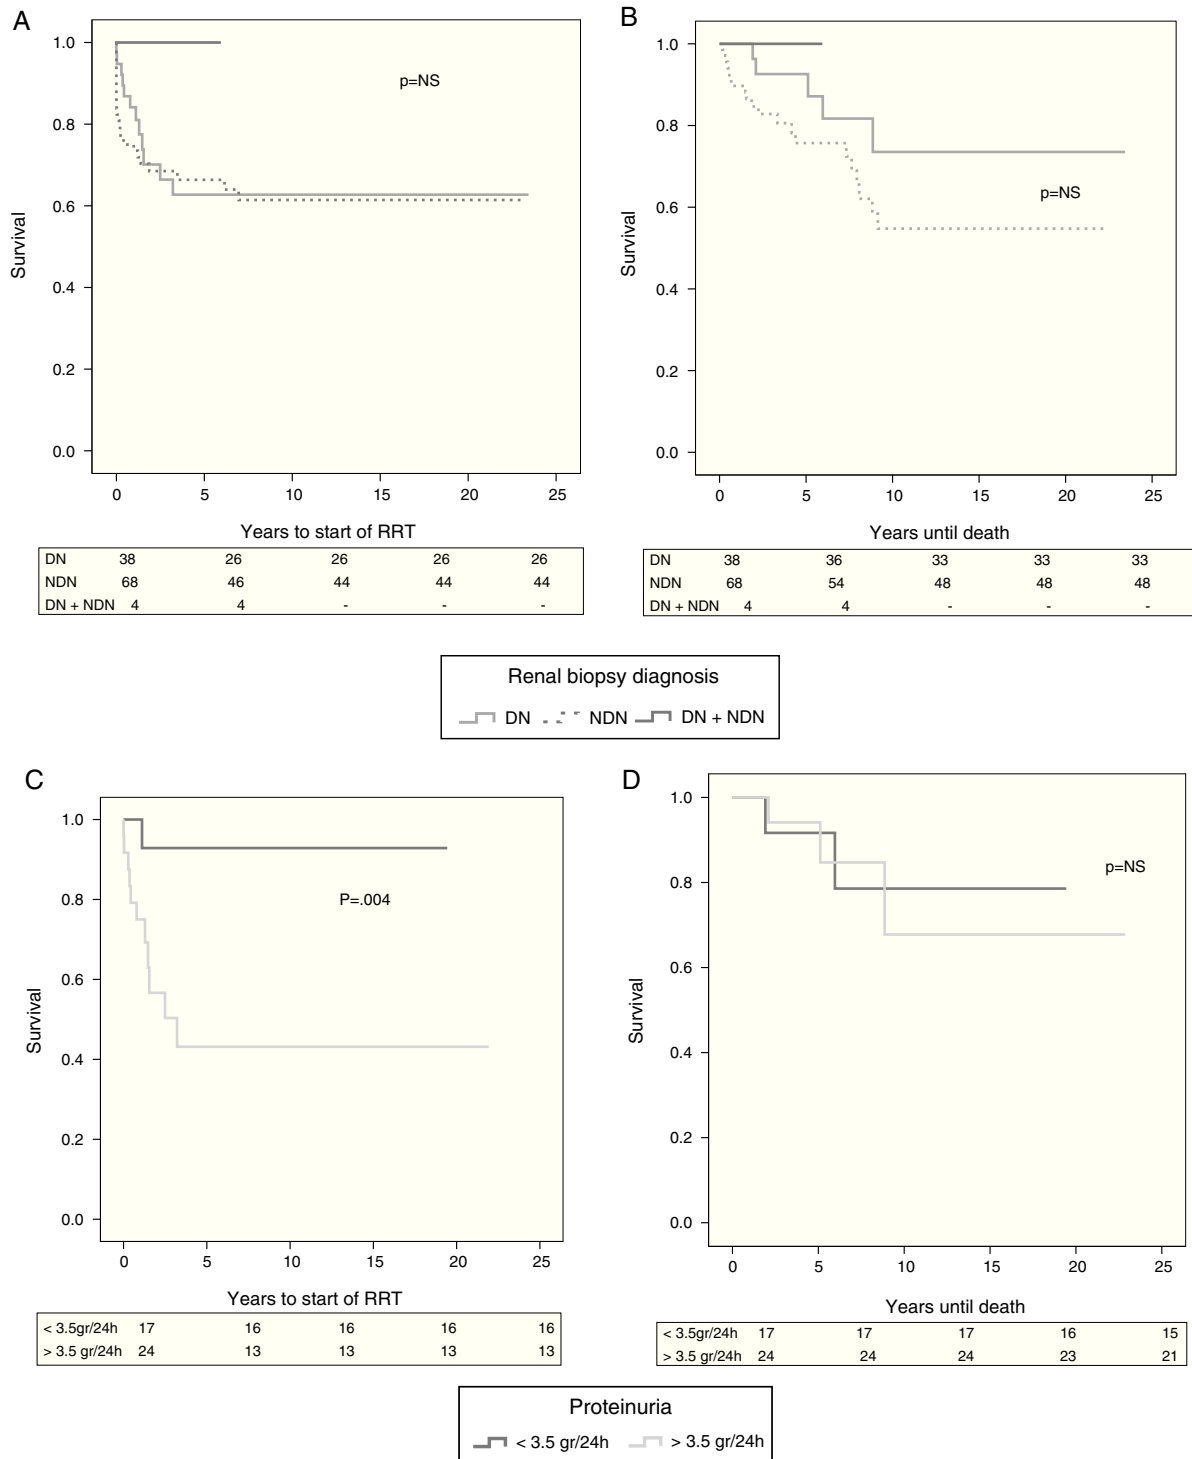 A
1.0
0.8
0.6
0.4
0.2
0.0
Survival
p=NS
0 5 10 15 20 25
Years to start of RRT
DN 38 26 26 26 26
NDN 68 46 44 44 44
DN + NDN 4 4 - - -
B
1.0
0.8
0.6
0.4
0.2
0.0
Survival
p=NS
0 5 10 15 20 25
Years until death
DN 38 36 33 33 33
NDN 68 54 48 48 48
DN + NDN 4 4 - - -
Renal biopsy diagnosis
DN NDN DN + NDN
C
1.0
0.8
0.6
0.4
0.2
0.0
Survival
P=.004
0 5 10 15 20 25
Years to start of RRT
< 3.5gr/24h 17 16 16 16 16
> 3.5 gr/24h 24 13 13 13 13
D
1.0
0.8
0.6
0.4
0.2
0.0
Survival
p=NS
0 5 10 15 20 25
Years until death
< 3.5gr/24h 17 17 17 16 15
> 3.5 gr/24h 24 24 24 23 21
Proteinuria
< 3.5 gr/24h > 3.5 gr/24h